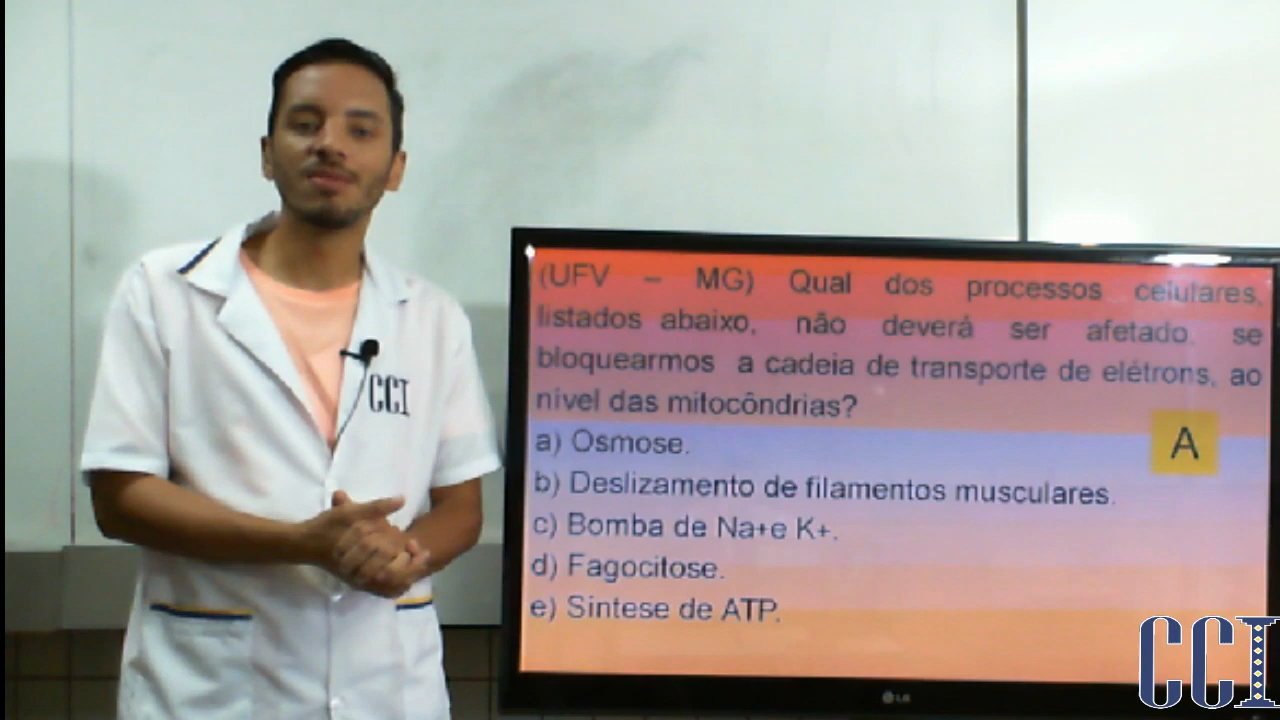 CCI
(UFV – MG) Qual dos processos celulares,
listados abaixo, não deverá ser afetado, se
bloquearmos a cadeia de transporte de elétrons, ao
nível das mitocôndrias?
a) Osmose.
A
b) Deslizamento de filamentos musculares.
c) Bomba de Na+e K+.
d) Fagocitose.
e) Síntese de ATP.
LG
CCI